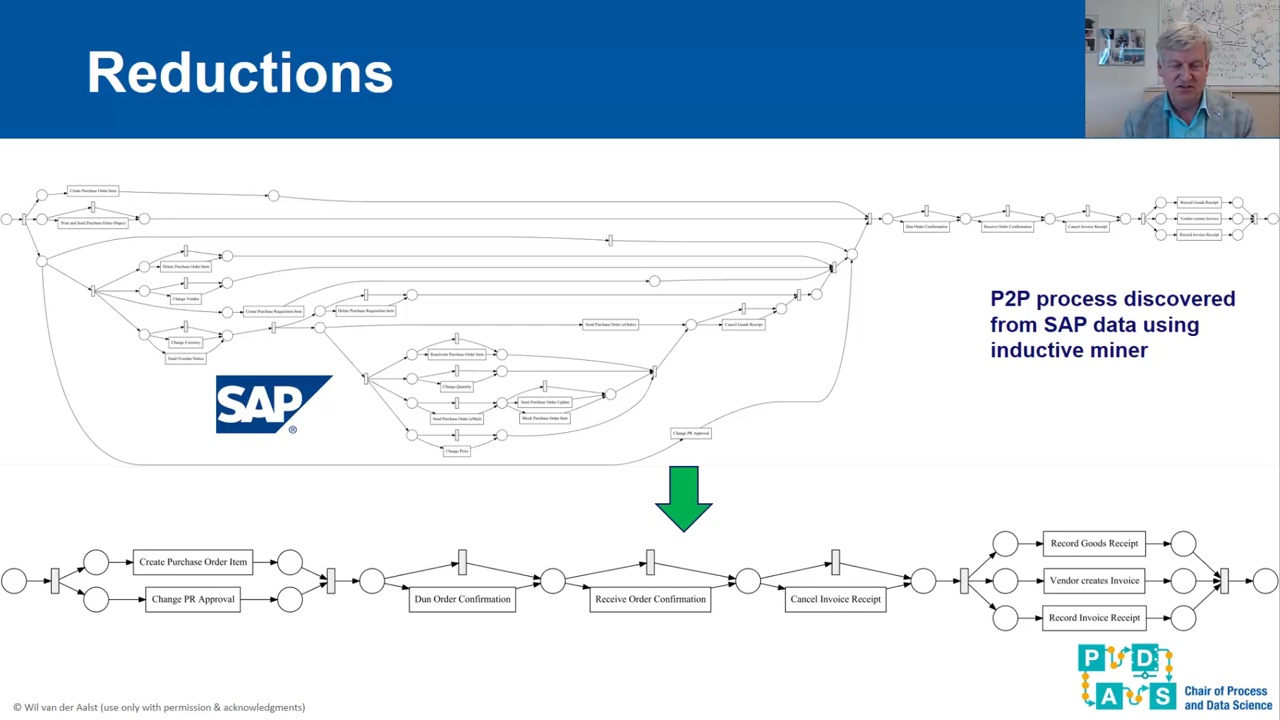 Reductions
Create Purchase Order Item
Print and Send Purchase Order (Paper)
Dun Order Confirmation
Receive Order Confirmation
Cancel Invoice Receipt
Record Goods Receipt
Vendor creates Invoice
Record Invoice Receipt
Delete Purchase Order Item
Change Vendor
Create Purchase Requisition Item
Delete Purchase Requisition Item
Change Currency
Send Overdue Notice
Send Purchase Order (eOrder)
Cancel Goods Receipt
Reactivate Purchase Order Item
Change Quantity
Send Purchase Order (eMail)
Send Purchase Order Update
Block Purchase Order Item
Change Price
Change PR Approval
SAP
®
P2P process discovered
from SAP data using
inductive miner
Create Purchase Order Item
Change PR Approval
Dun Order Confirmation
Receive Order Confirmation
Cancel Invoice Receipt
Record Goods Receipt
Vendor creates Invoice
Record Invoice Receipt
P D
A S
Chair of Process
and Data Science
© Wil van der Aalst (use only with permission & acknowledgments)